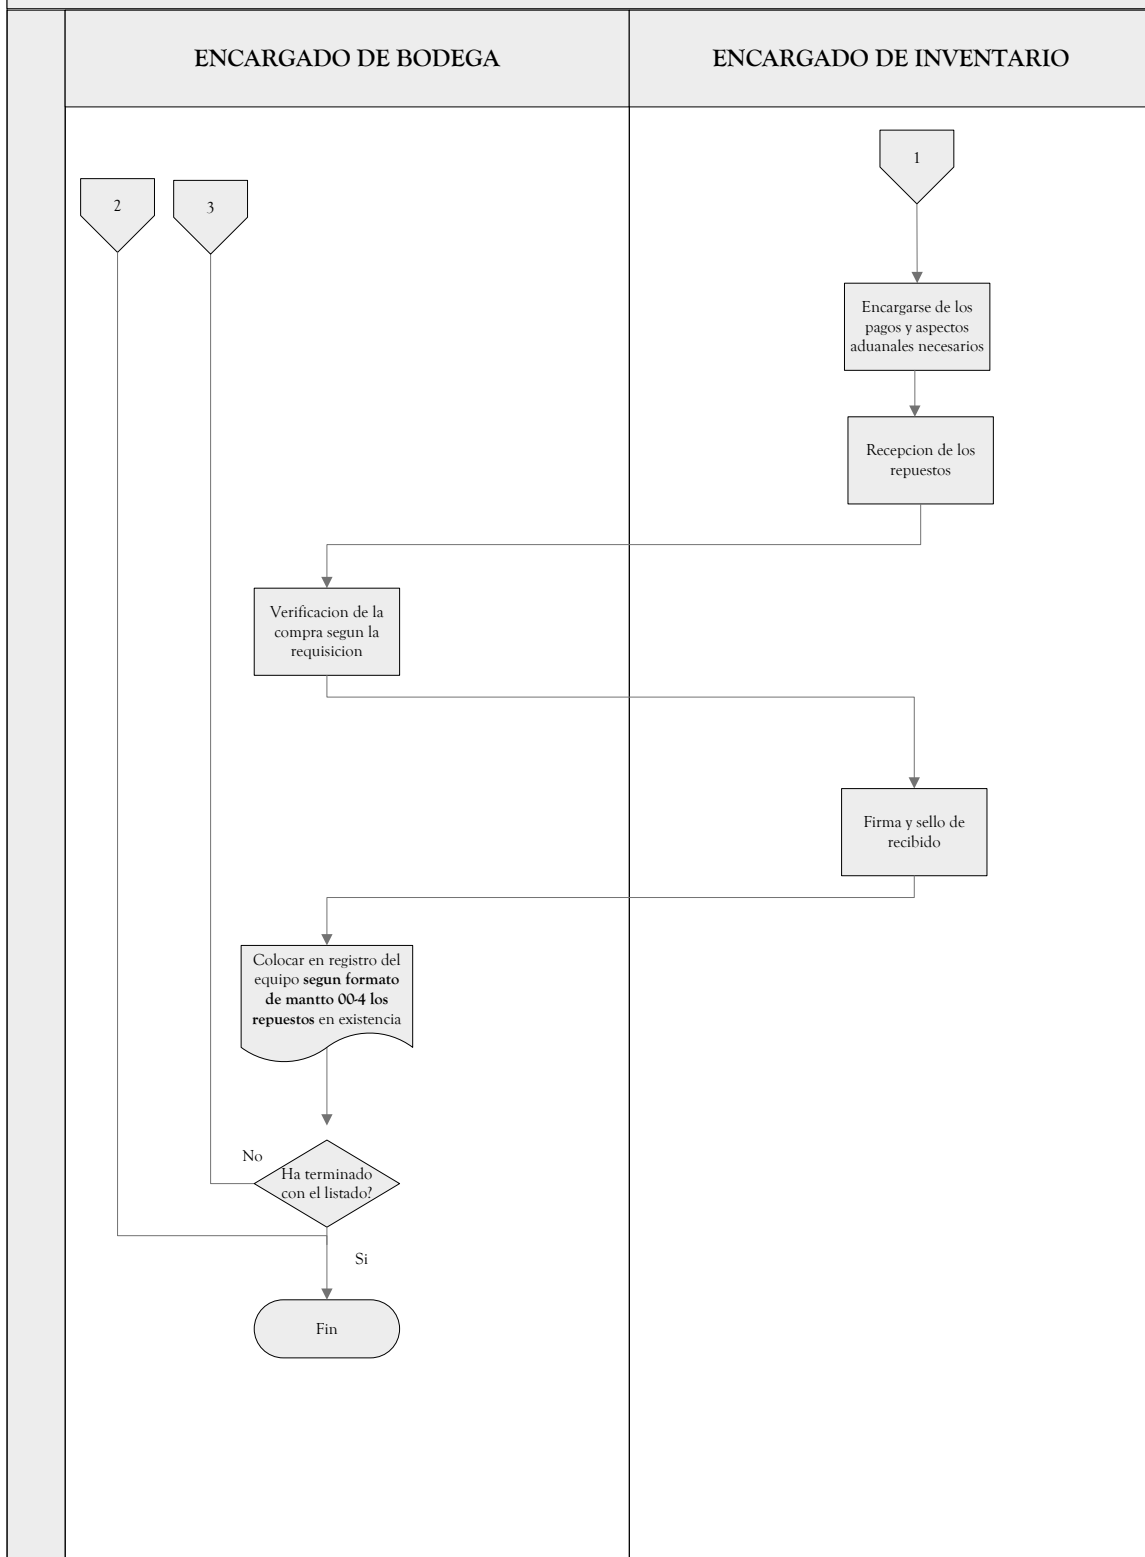 ENCARGADO DE BODEGA
ENCARGADO DE INVENTARIO
1
2
3
Encargarse de los
pagos y aspectos
aduanales necesarios
Recepcion de los
repuestos
Verificacion de la
compra segun la
requisicion
Firma y sello de
recibido
Colocar en registro del
equipo segun formato
de mantto 00-4 los
repuestos en existencia
No
Ha terminado
con el listado?
Si
Fin